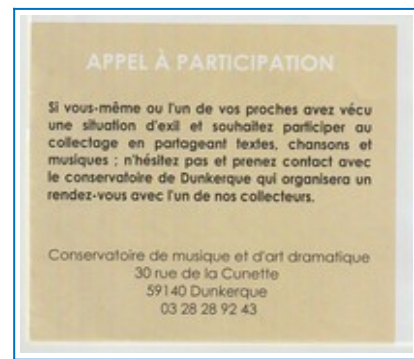 APPEL À PARTICIPATION
Si vous-même ou l'un de vos proches avez vécu
une situation d'exil et souhaitez participer au
collectage en partageant textes, chansons et
musiques ; n'hésitez pas et prenez contact avec
le conservatoire de Dunkerque qui organisera un
rendez-vous avec l'un de nos collecteurs.
Conservatoire de musique et d'art dramatique
30 rue de la Cunette
59140 Dunkerque
03 28 28 92 43